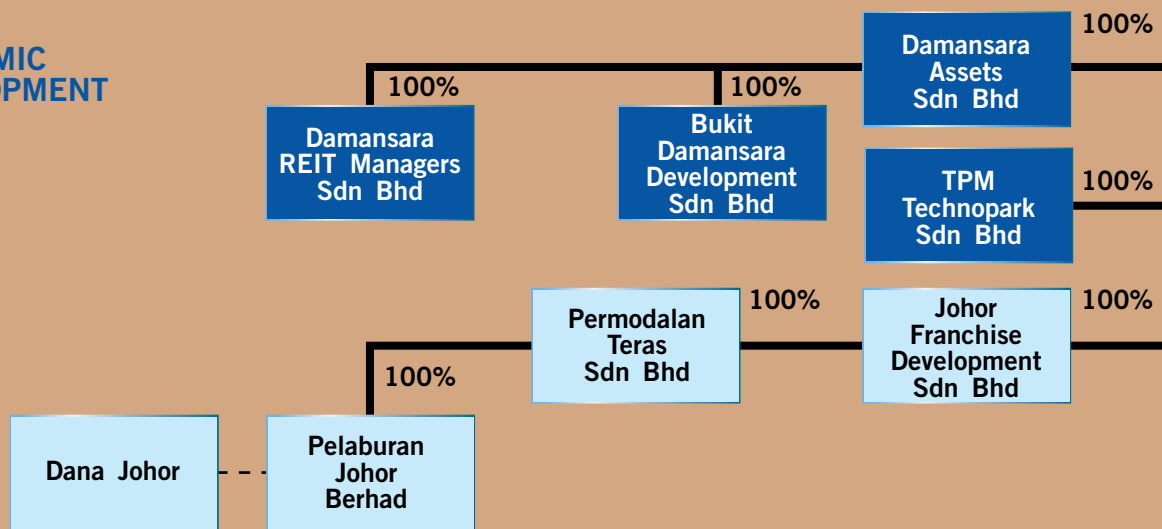 MIC
OPMENT
100%
Damansara
Assets
Sdn Bhd
100%
Damansara
REIT Managers
Sdn Bhd
100%
Bukit
Damansara
Development
Sdn Bhd
100%
TPM
Technopark
Sdn Bhd
100%
Permodalan
Teras
Sdn Bhd
100%
Johor
Franchise
Development
Sdn Bhd
100%
Dana Johor
Pelaburan
Johor
Berhad